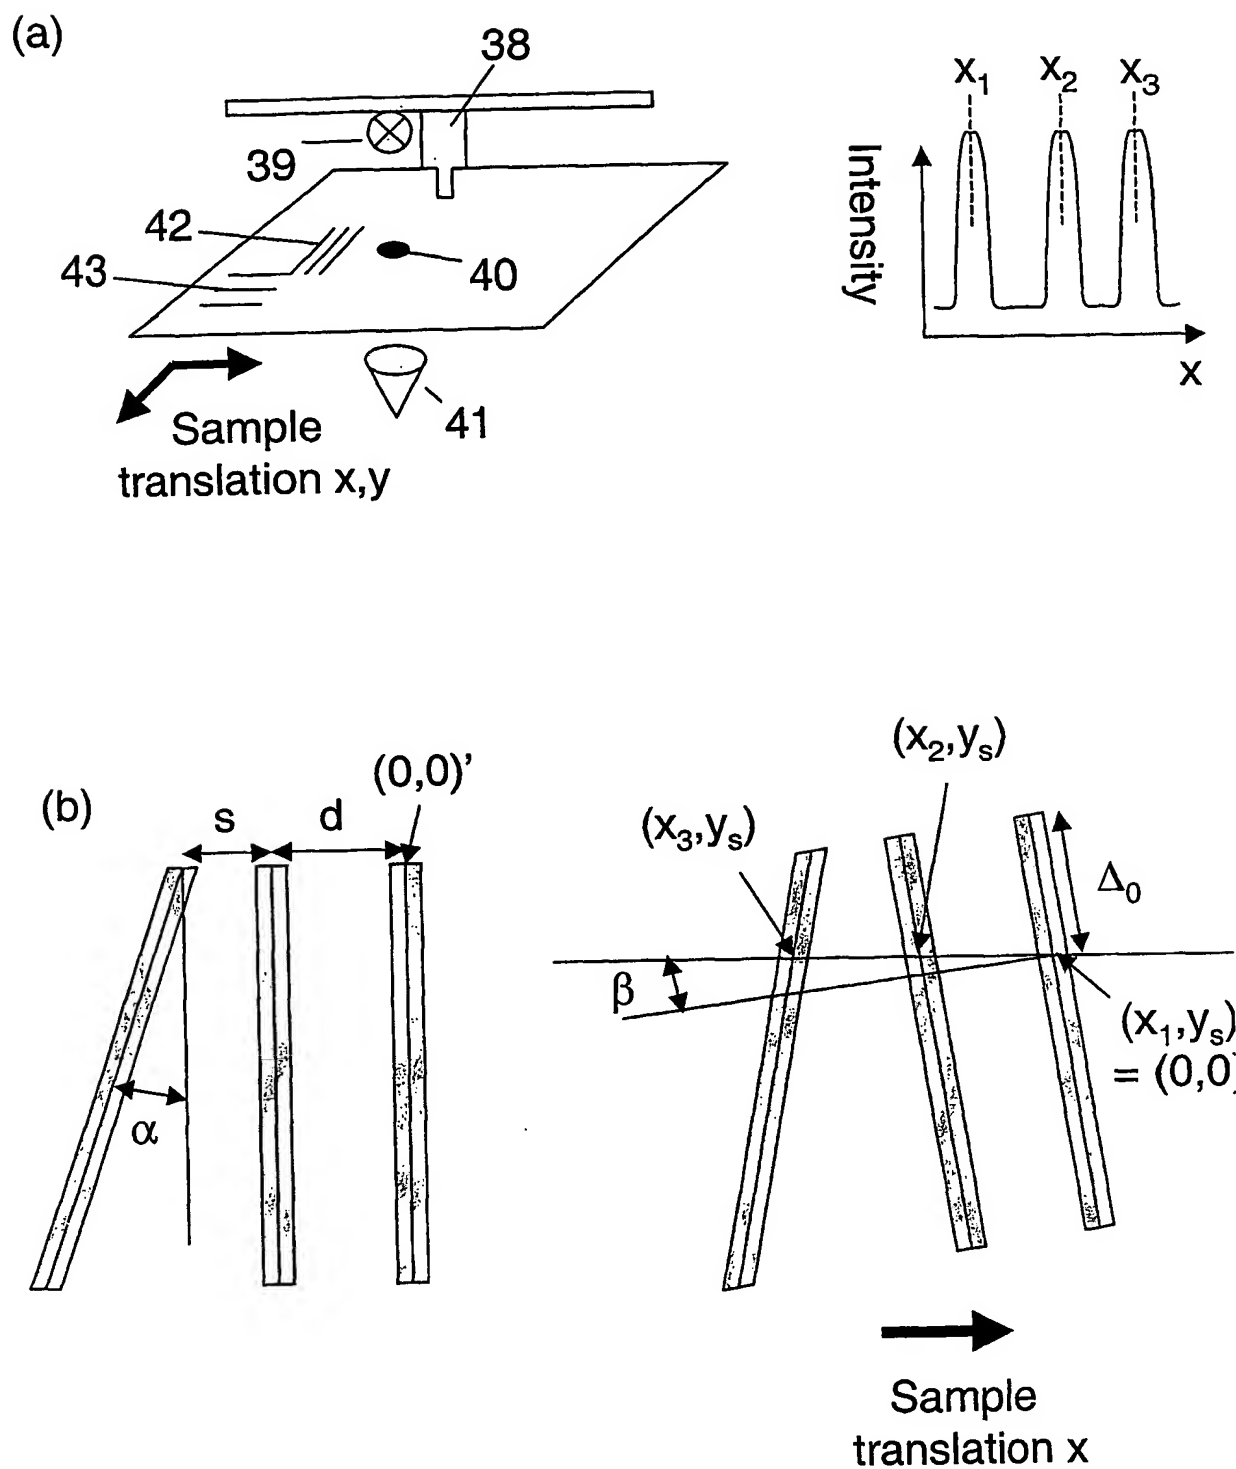 (a)
38
39
42
43
40
41
Sample
translation x,y
x1 x2 x3
Intensity
x
(b)
s
d
(0,0)'
α
(x3,ys)
(x2,ys)
Δ0
β
(x1,ys)
= (0,0)
Sample
translation x